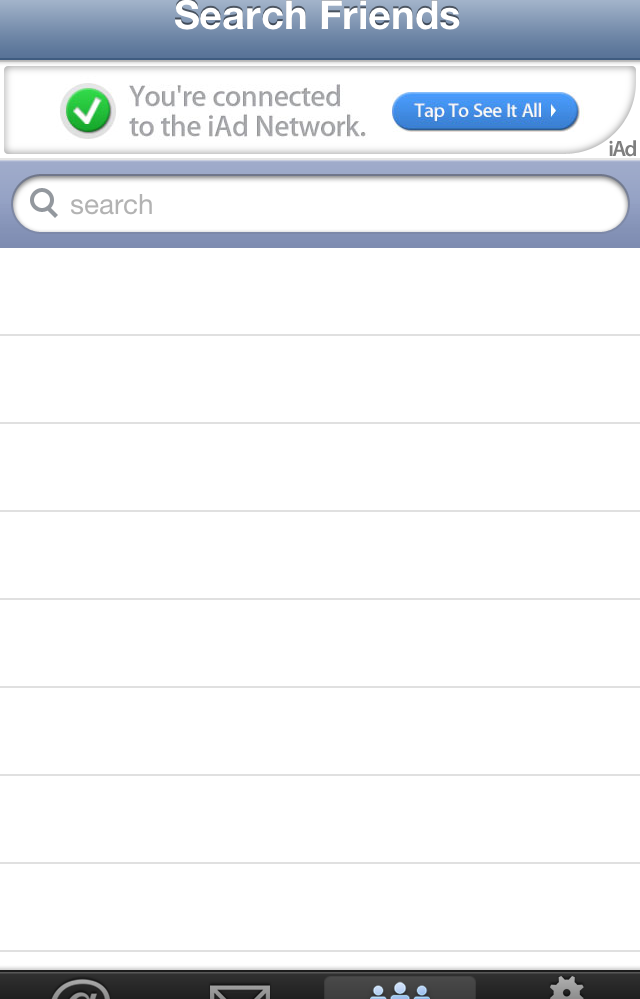 Search Friends
You're connected
to the iAd Network.
Tap To See It All
iAd
search
@